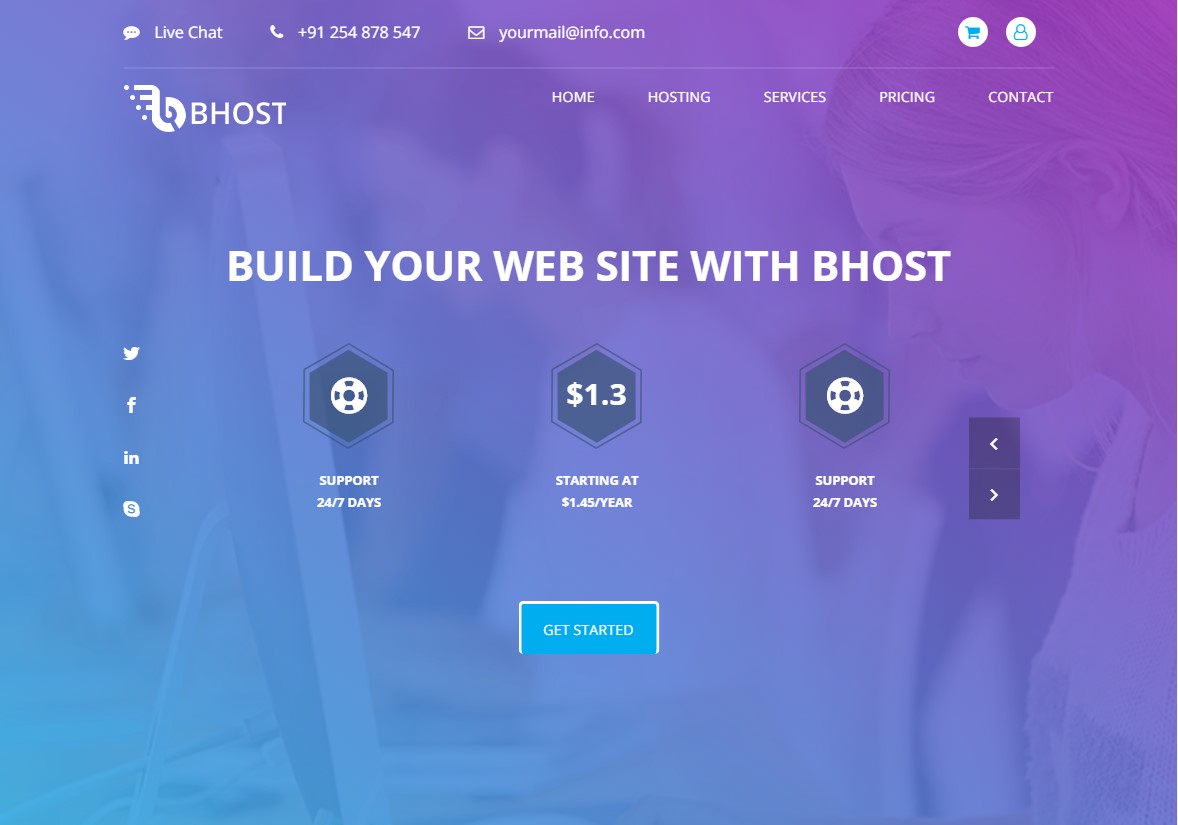 Live Chat
+91 254 878 547
yourmail@info.com
BHOST
HOME
HOSTING
SERVICES
PRICING
CONTACT
BUILD YOUR WEB SITE WITH BHOST
$1.3
SUPPORT
24/7 DAYS
STARTING AT
$1.45/YEAR
SUPPORT
24/7 DAYS
GET STARTED